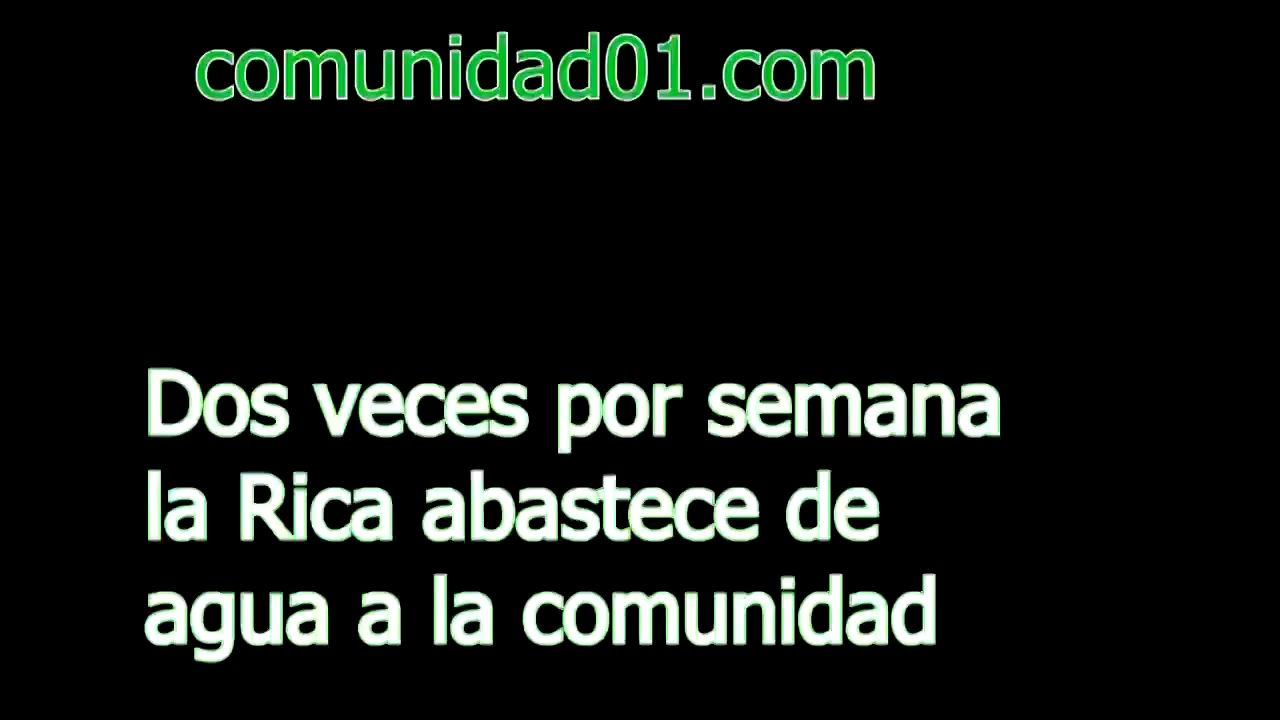 comunidad01.com
Dos veces por semana
la Rica abastece de
agua a la comunidad